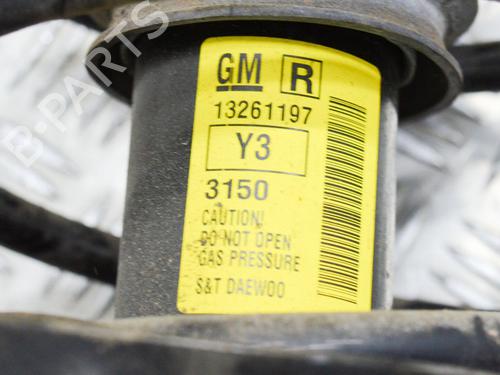 GM R
13261197
Y3
3150
CAUTION!
DO NOT OPEN
GAS PRESSURE
S&T DAEWOO
B-PARTS